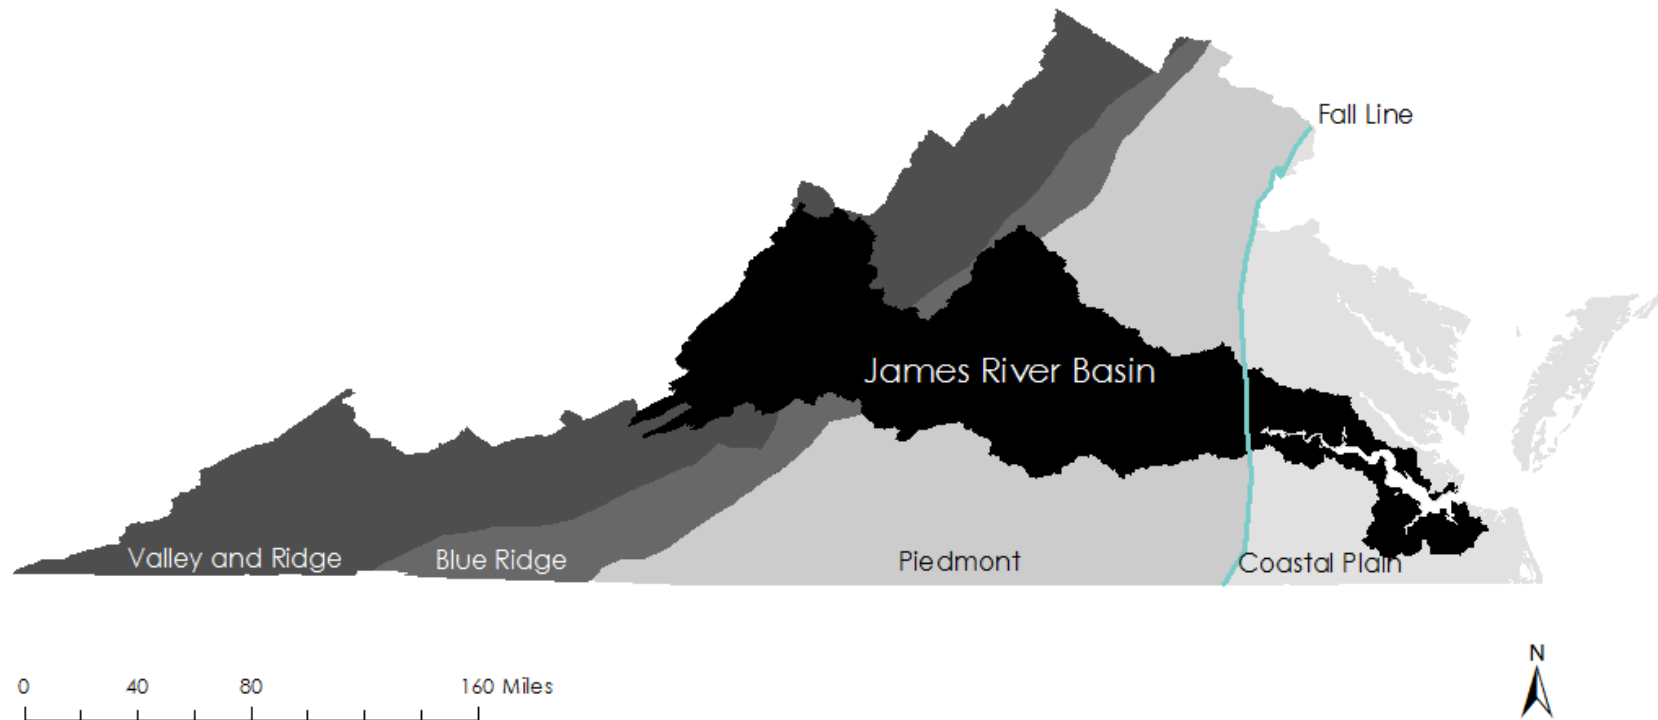 Fall Line
James River Basin
Valley and Ridge
Blue Ridge
Piedmont
Coastal Plain
N
0 40 80 160 Miles